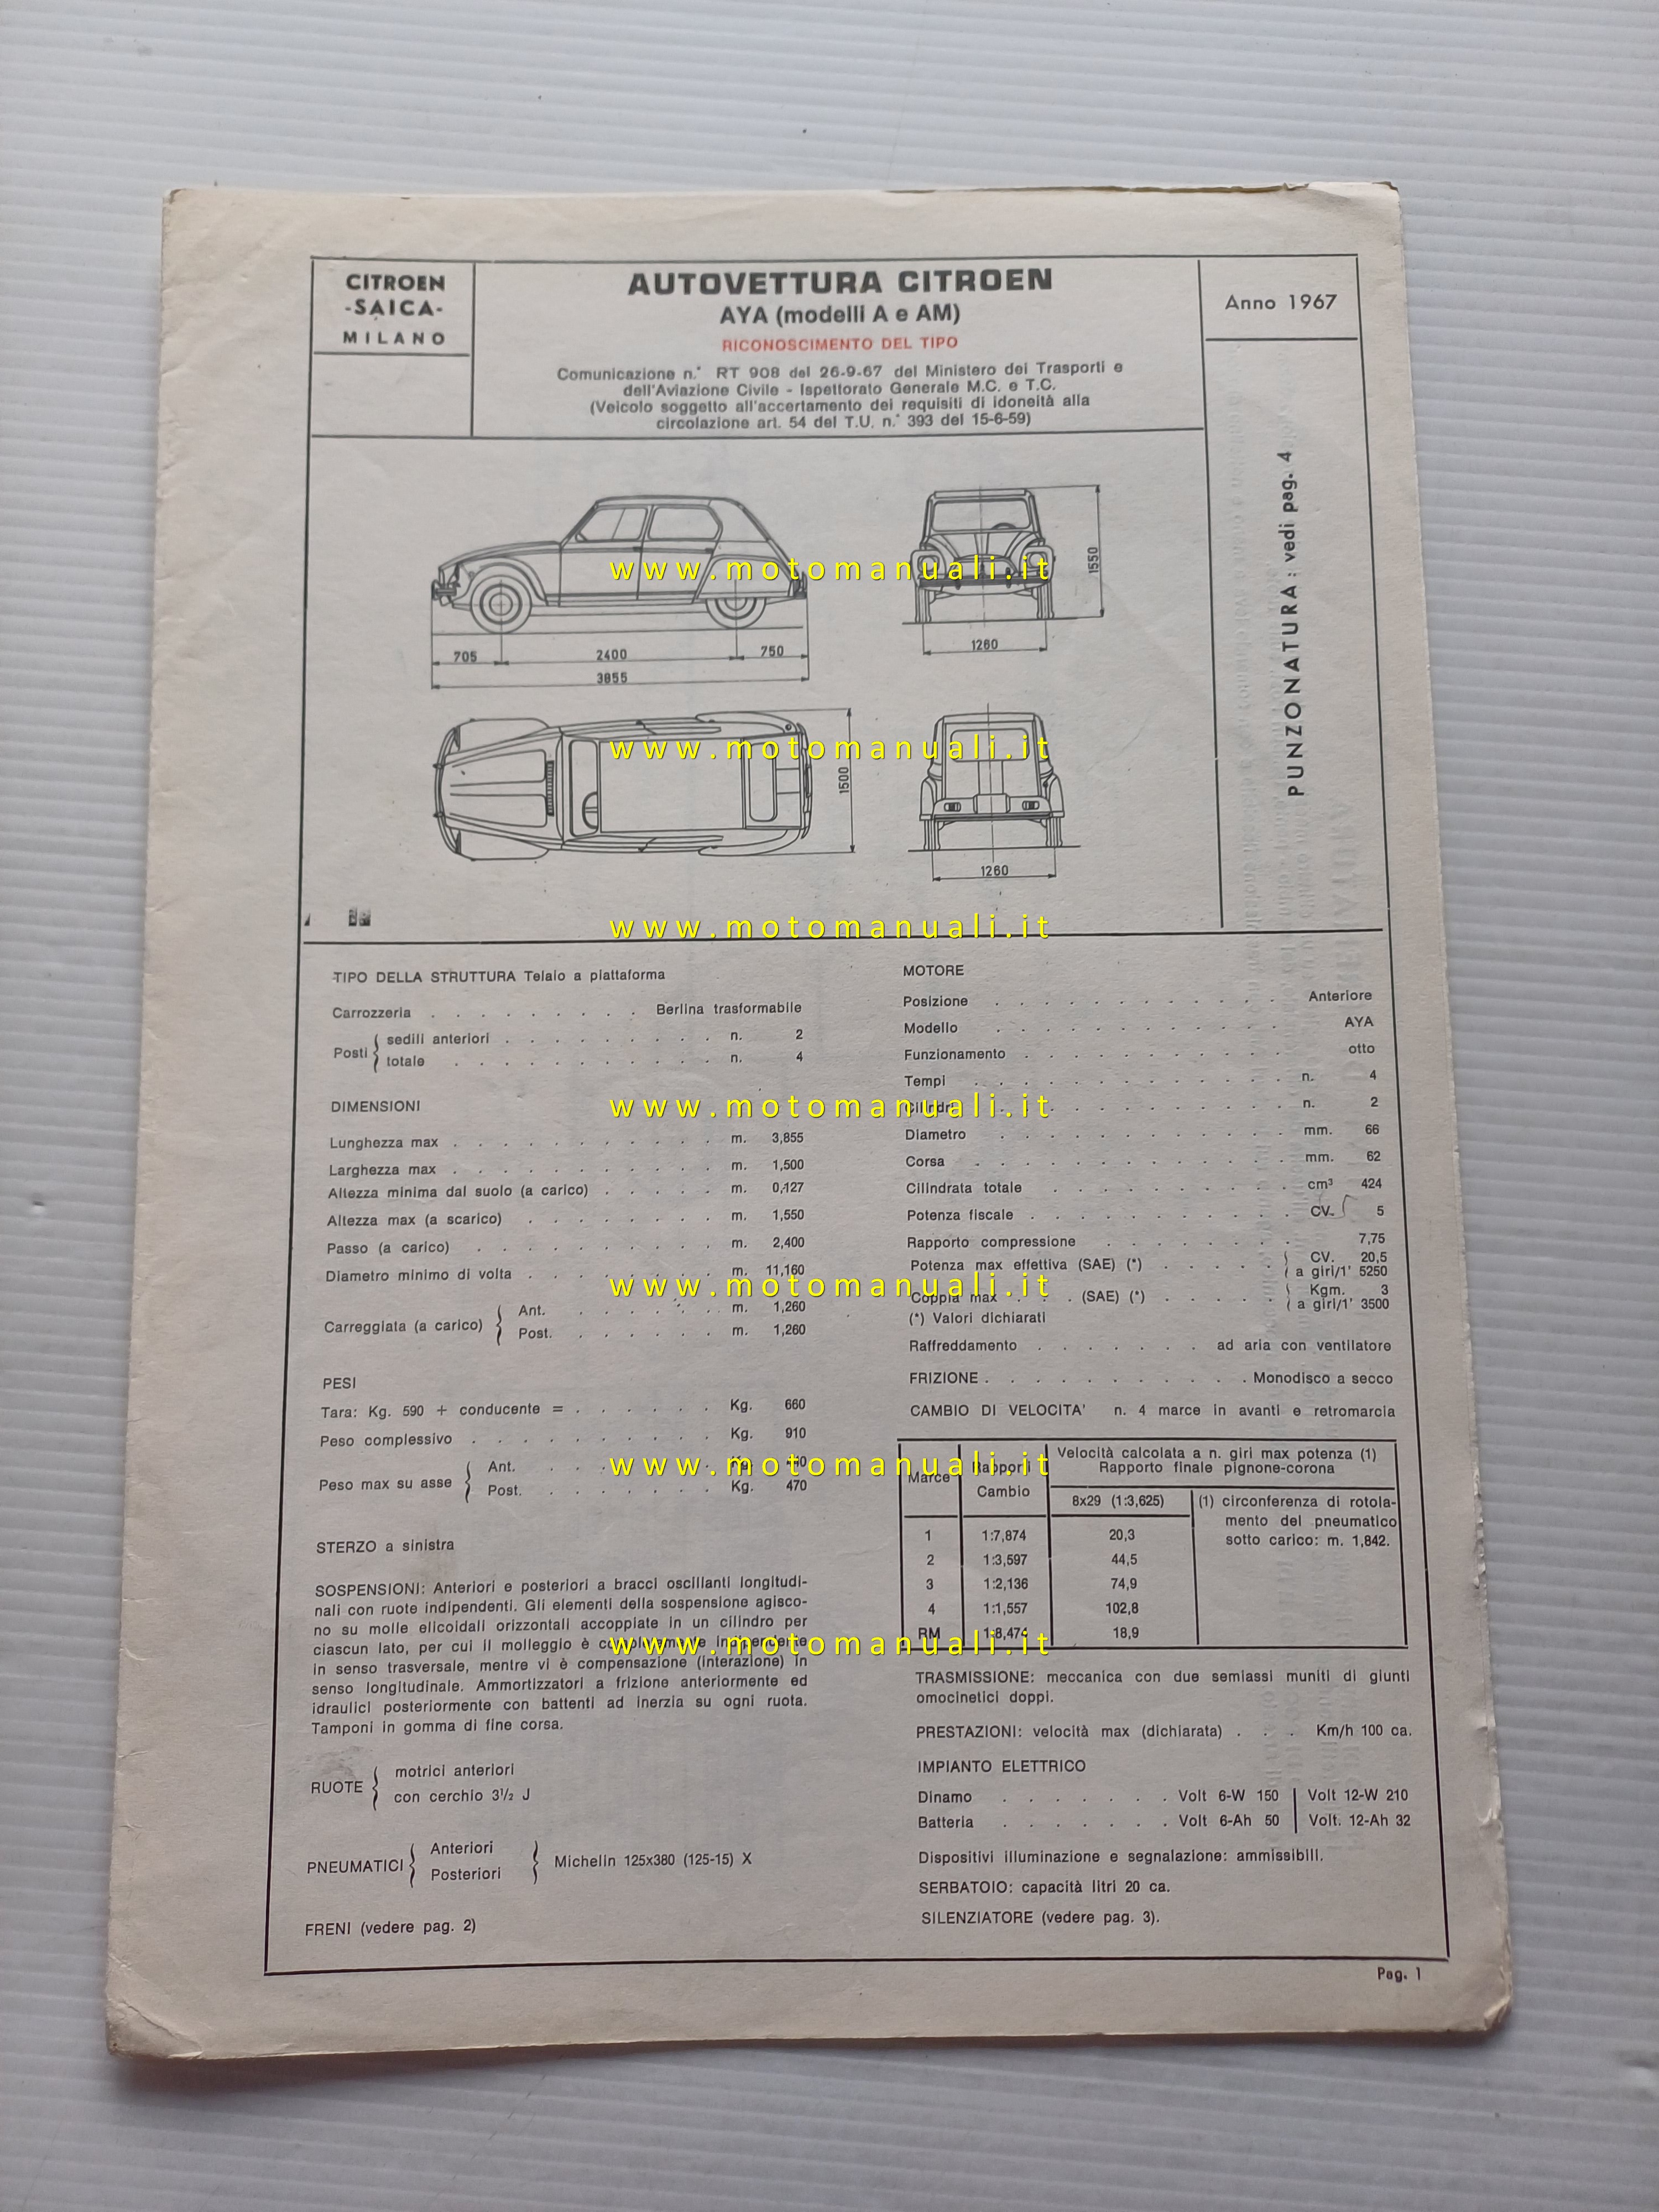 CITROEN
-SAICA-
MILANO
AUTOVETTURA CITROEN
AYA (modelli A e AM)
RICONOSCIMENTO DEL TIPO
Comunicazione n.° RT 908 del 26-9-67 del Ministero dei Trasporti e
dell'Aviazione Civile - Ispettorato Generale M.C. e T.C.
(Veicolo soggetto all'accertamento dei requisiti di idoneità alla
circolazione art. 54 del T.U. n.° 393 del 15-6-59)
Anno 1967
PUNZONATURA: vedi pag. 4
www.motomanuali.it
1550
705 2400 750
3855
1260
www.motomanuali.it
1500
1260
www.motomanuali.it
TIPO DELLA STRUTTURA Telaio a piattaforma
Carrozzeria . . . . . . . . . Berlina trasformabile
Posti { sedili anteriori . . . . . . . . . n. 2
totale . . . . . . . . . . . n. 4
DIMENSIONI
www.motomanuali.it
Lunghezza max . . . . . . . . . . . m. 3,855
Larghezza max . . . . . . . . . . . m. 1,500
Altezza minima dal suolo (a carico) . . . . . m. 0,127
Altezza max (a scarico) . . . . . . . . m. 1,550
Passo (a carico) . . . . . . . . . . m. 2,400
Diametro minimo di volta . . . . . . . . m. 11,160
www.motomanuali.it
Carreggiata (a carico) { Ant. . . . . . . m. 1,260
Post. . . . . . . m. 1,260
PESI
Tara: Kg. 590 + conducente = . . . . . . Kg. 660
Peso complessivo . . . . . . . . . . Kg. 910
www.motomanuali.it
Peso max su asse { Ant. . . . . . . .
Post. . . . . . . . Kg. 470
STERZO a sinistra
SOSPENSIONI: Anteriori e posteriori a bracci oscillanti longitudi-
nali con ruote indipendenti. Gli elementi della sospensione agisco-
no su molle elicoidali orizzontali accoppiate in un cilindro per
ciascun lato, per cui il molleggio è
www.motomanuali.it
in senso trasversale, mentre vi è compensazione (interazione) in
senso longitudinale. Ammortizzatori a frizione anteriormente ed
idraulici posteriormente con battenti ad inerzia su ogni ruota.
Tamponi in gomma di fine corsa.
RUOTE { motrici anteriori
con cerchio 3 1/2 J
PNEUMATICI { Anteriori
Posteriori } Michelin 125x380 (125-15) X
FRENI (vedere pag. 2)
MOTORE
Posizione . . . . . . . . . . . Anteriore
Modello . . . . . . . . . . . AYA
Funzionamento . . . . . . . . . . otto
Tempi . . . . . . . . . . . . n. 4
Cilindri . . . . . . . . . . . n. 2
Diametro . . . . . . . . . . . mm. 66
Corsa . . . . . . . . . . . . mm. 62
Cilindrata totale . . . . . . . . . cm³ 424
Potenza fiscale . . . . . . . . . . CV. 5
Rapporto compressione . . . . . . . . 7,75
Potenza max effettiva (SAE) (*) . . . . . { CV. 20,5
a giri/1' 5250
Coppia max . . . (SAE) (*) . . . . . { Kgm. 3
a giri/1' 3500
(*) Valori dichiarati
Raffreddamento . . . . . . . ad aria con ventilatore
FRIZIONE . . . . . . . . . . . Monodisco a secco
CAMBIO DI VELOCITA' n. 4 marce in avanti e retromarcia
Marce Rapporti Cambio Velocità calcolata a n. giri max potenza (1)
Rapporto finale pignone-corona
8x29 (1:3,625) (1) circonferenza di rotola-
mento del pneumatico
sotto carico: m. 1,842.
1 1:7,874 20,3
2 1:3,597 44,5
3 1:2,136 74,9
4 1:1,557 102,8
RM 1:8,474 18,9
TRASMISSIONE: meccanica con due semiassi muniti di giunti
omocinetici doppi.
PRESTAZIONI: velocità max (dichiarata) . . . Km/h 100 ca.
IMPIANTO ELETTRICO
Dinamo . . . . . . . Volt 6-W 150 | Volt 12-W 210
Batteria . . . . . . . Volt 6-Ah 50 | Volt. 12-Ah 32
Dispositivi illuminazione e segnalazione: ammissibili.
SERBATOIO: capacità litri 20 ca.
SILENZIATORE (vedere pag. 3).
Pag. 1